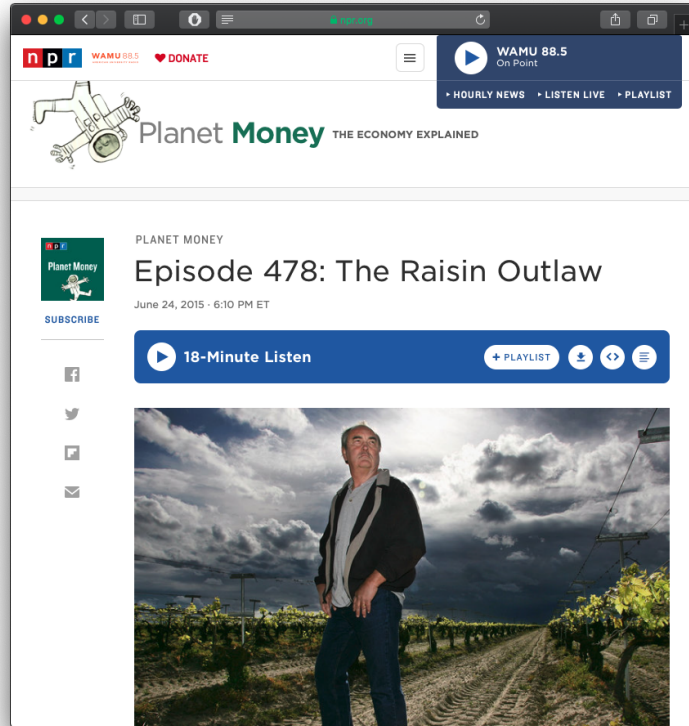 npr.org
n p r
WAMU 88.5
DONATE
WAMU 88.5
On Point
HOURLY NEWS
LISTEN LIVE
PLAYLIST
Planet Money THE ECONOMY EXPLAINED
n p r
Planet Money
SUBSCRIBE
PLANET MONEY
Episode 478: The Raisin Outlaw
June 24, 2015 · 6:10 PM ET
18-Minute Listen
+ PLAYLIST